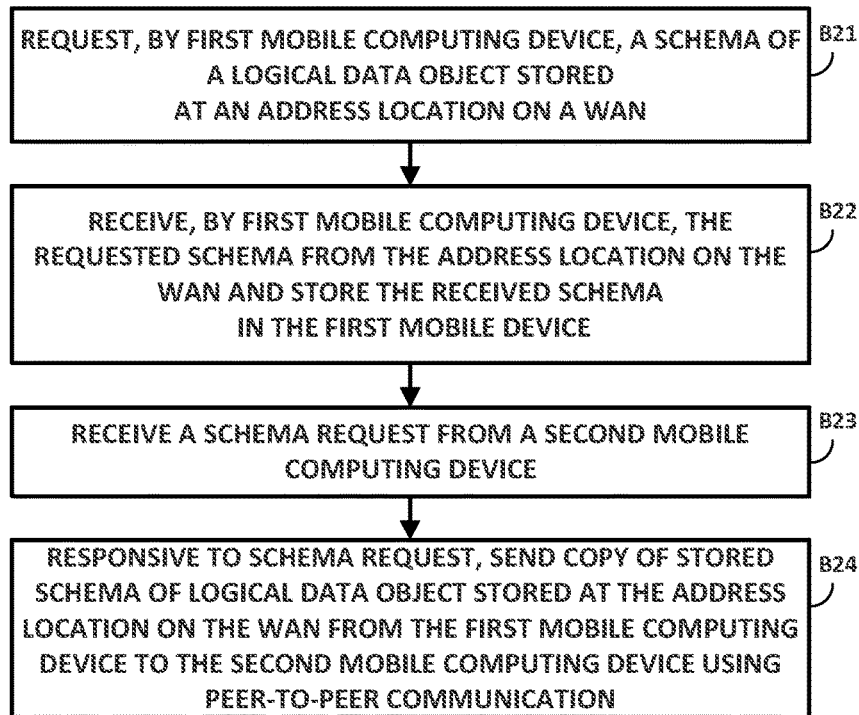 REQUEST, BY FIRST MOBILE COMPUTING DEVICE, A SCHEMA OF
A LOGICAL DATA OBJECT STORED
AT AN ADDRESS LOCATION ON A WAN
B21
RECEIVE, BY FIRST MOBILE COMPUTING DEVICE, THE
REQUESTED SCHEMA FROM THE ADDRESS LOCATION ON THE
WAN AND STORE THE RECEIVED SCHEMA
IN THE FIRST MOBILE DEVICE
B22
RECEIVE A SCHEMA REQUEST FROM A SECOND MOBILE
COMPUTING DEVICE
B23
RESPONSIVE TO SCHEMA REQUEST, SEND COPY OF STORED
SCHEMA OF LOGICAL DATA OBJECT STORED AT THE ADDRESS
LOCATION ON THE WAN FROM THE FIRST MOBILE COMPUTING
DEVICE TO THE SECOND MOBILE COMPUTING DEVICE USING
PEER-TO-PEER COMMUNICATION
B24